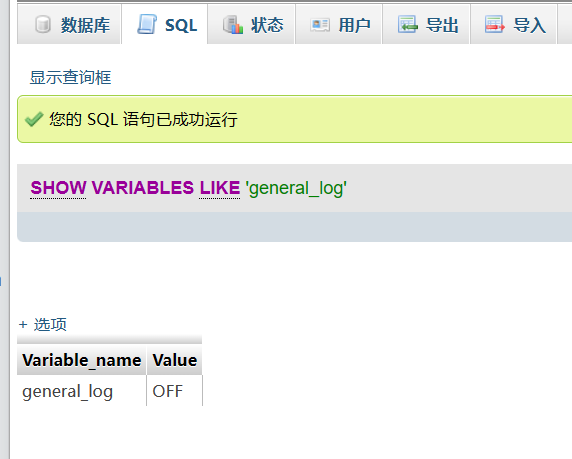 数据库 SQL 状态 用户 导出 导入
显示查询框
您的 SQL 语句已成功运行
SHOW VARIABLES LIKE 'general_log'
+ 选项
Variable_name Value
general_log OFF